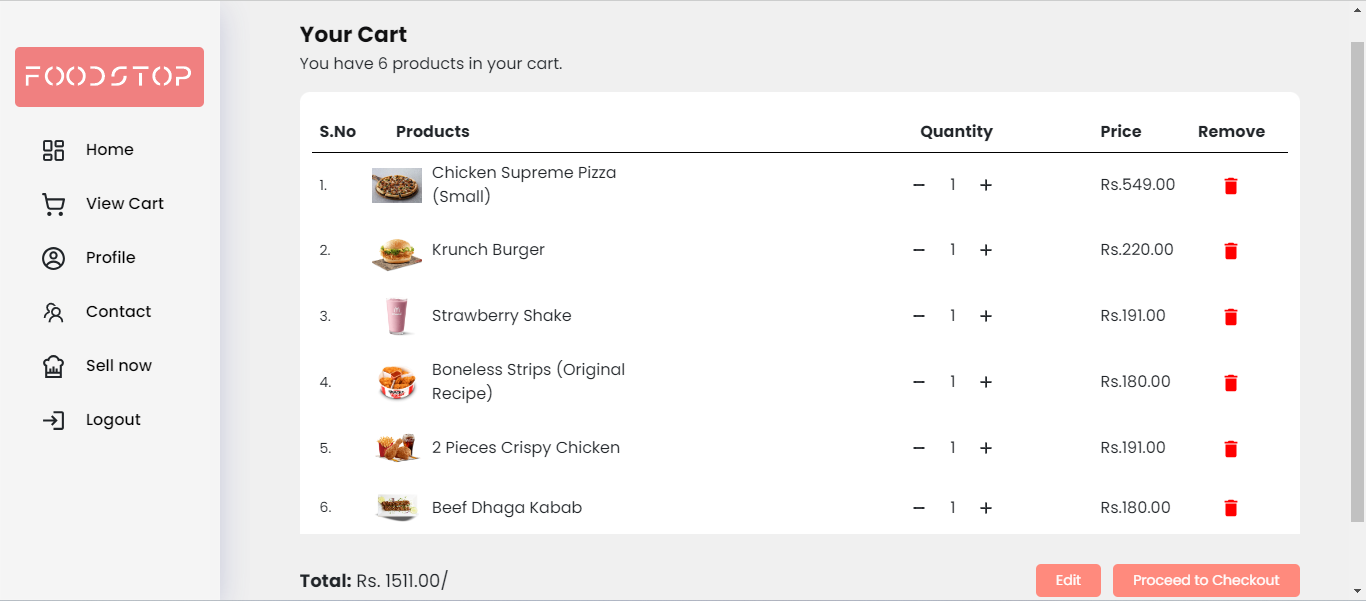 FOODSTOP
Home
View Cart
Profile
Contact
Sell now
Logout
Your Cart
You have 6 products in your cart.
S.No Products Quantity Price Remove
1. Chicken Supreme Pizza (Small) 1 Rs.549.00
2. Krunch Burger 1 Rs.220.00
3. Strawberry Shake 1 Rs.191.00
4. Boneless Strips (Original Recipe) 1 Rs.180.00
5. 2 Pieces Crispy Chicken 1 Rs.191.00
6. Beef Dhaga Kabab 1 Rs.180.00
Total: Rs. 1511.00/
Edit
Proceed to Checkout